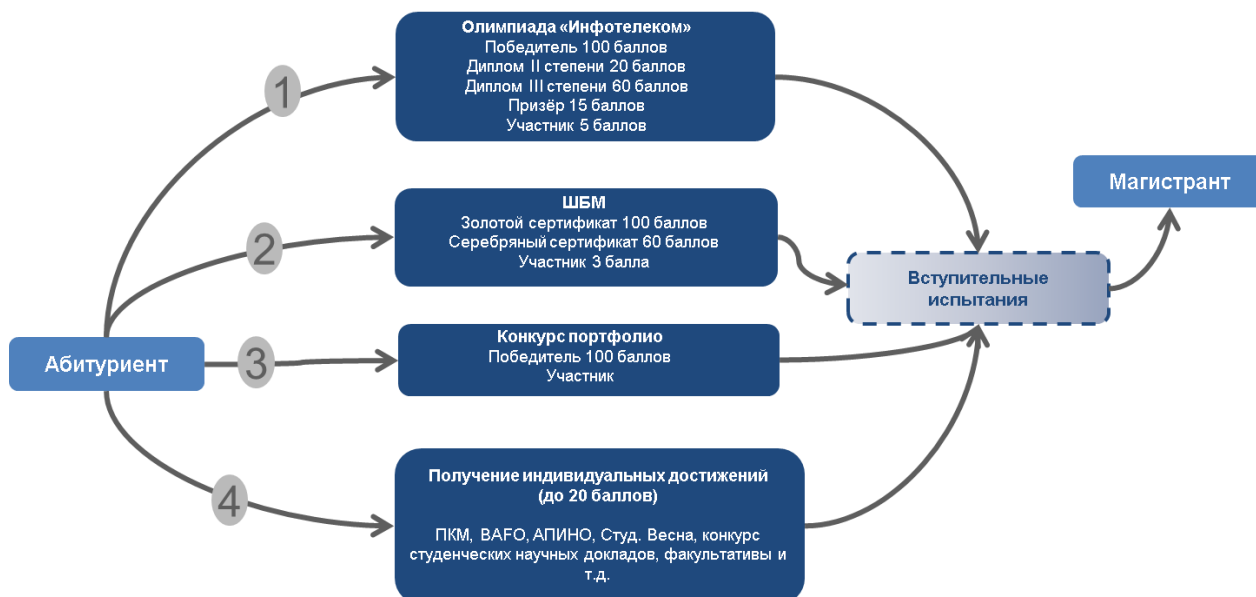 Абитуриент
1
Олимпиада «Инфотелеком»
Победитель 100 баллов
Диплом II степени 20 баллов
Диплом III степени 60 баллов
Призёр 15 баллов
Участник 5 баллов
2
ШБМ
Золотой сертификат 100 баллов
Серебряный сертификат 60 баллов
Участник 3 балла
3
Конкурс портфолио
Победитель 100 баллов
Участник
4
Получение индивидуальных достижений
(до 20 баллов)
ПКМ, BAFO, АПИНО, Студ. Весна, конкурс
студенческих научных докладов, факультативы и
т.д.
Вступительные
испытания
Магистрант